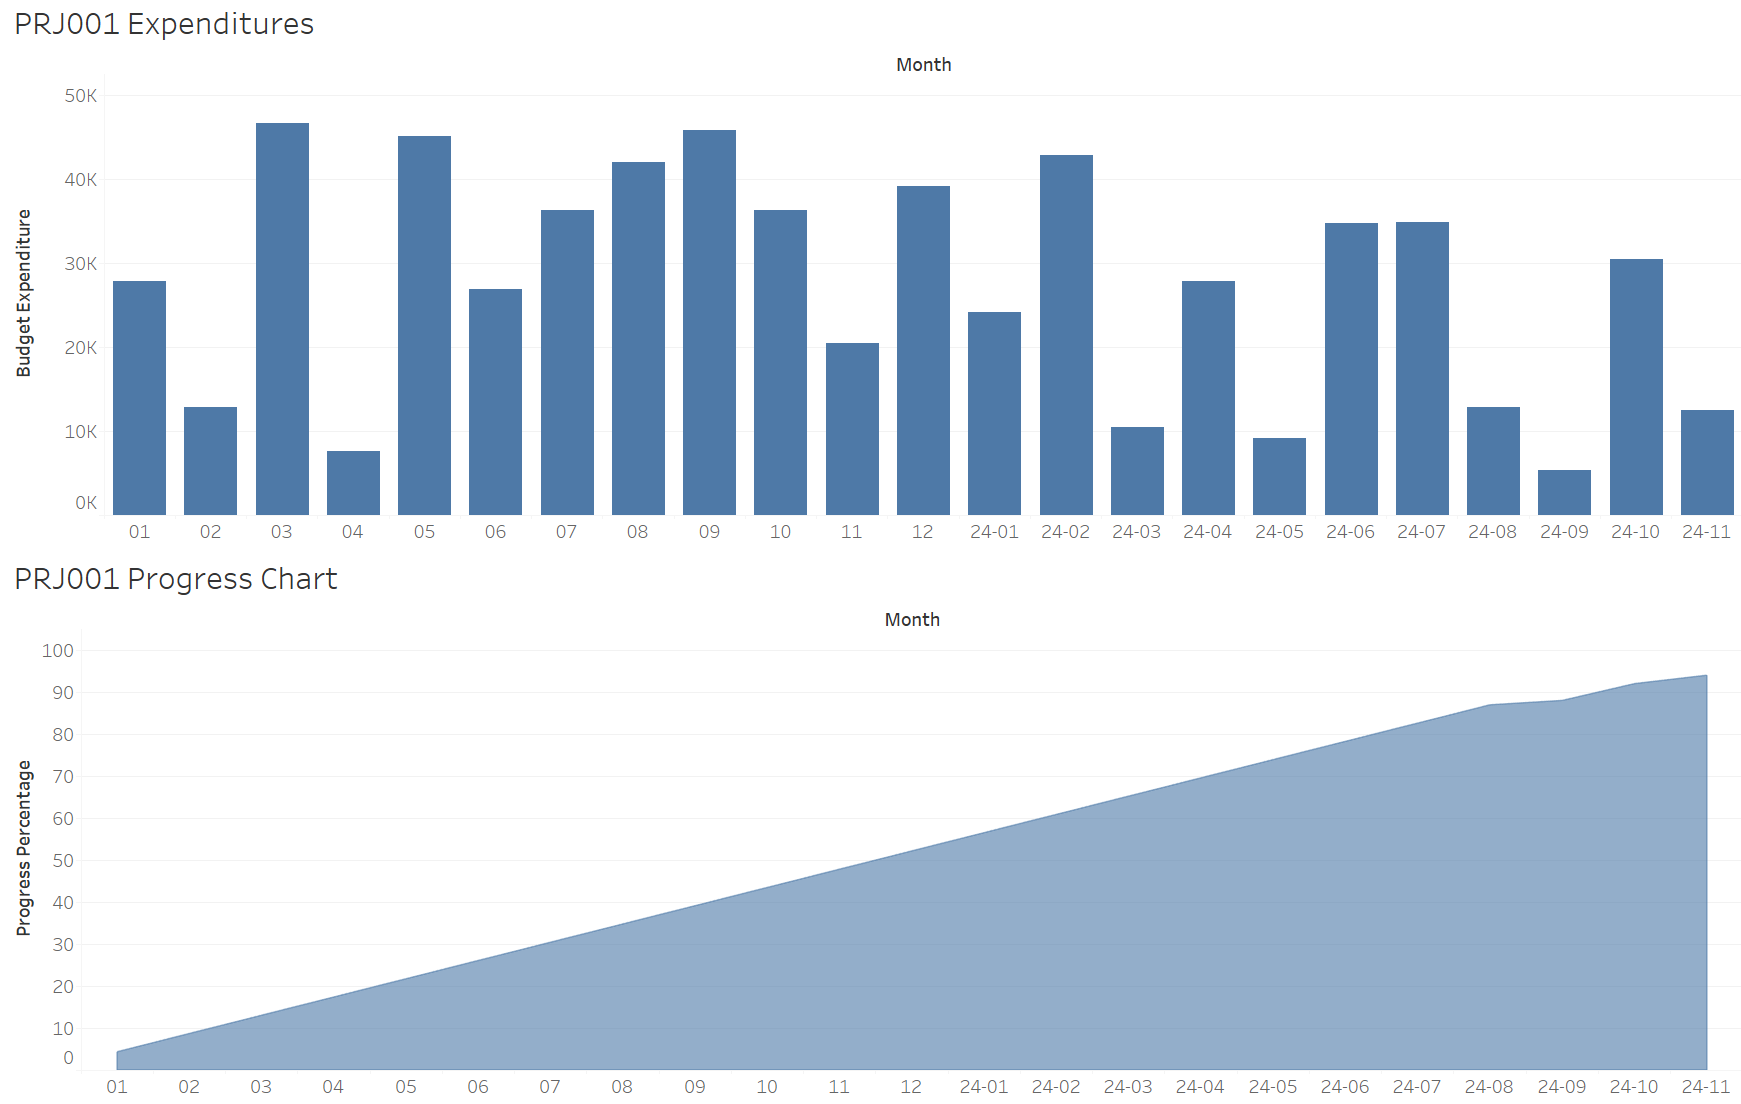 PRJ001 Expenditures
Month
Budget Expenditure
50K
40K
30K
20K
10K
0K
01 02 03 04 05 06 07 08 09 10 11 12 24-01 24-02 24-03 24-04 24-05 24-06 24-07 24-08 24-09 24-10 24-11
PRJ001 Progress Chart
Month
Progress Percentage
100
90
80
70
60
50
40
30
20
10
0
01 02 03 04 05 06 07 08 09 10 11 12 24-01 24-02 24-03 24-04 24-05 24-06 24-07 24-08 24-09 24-10 24-11